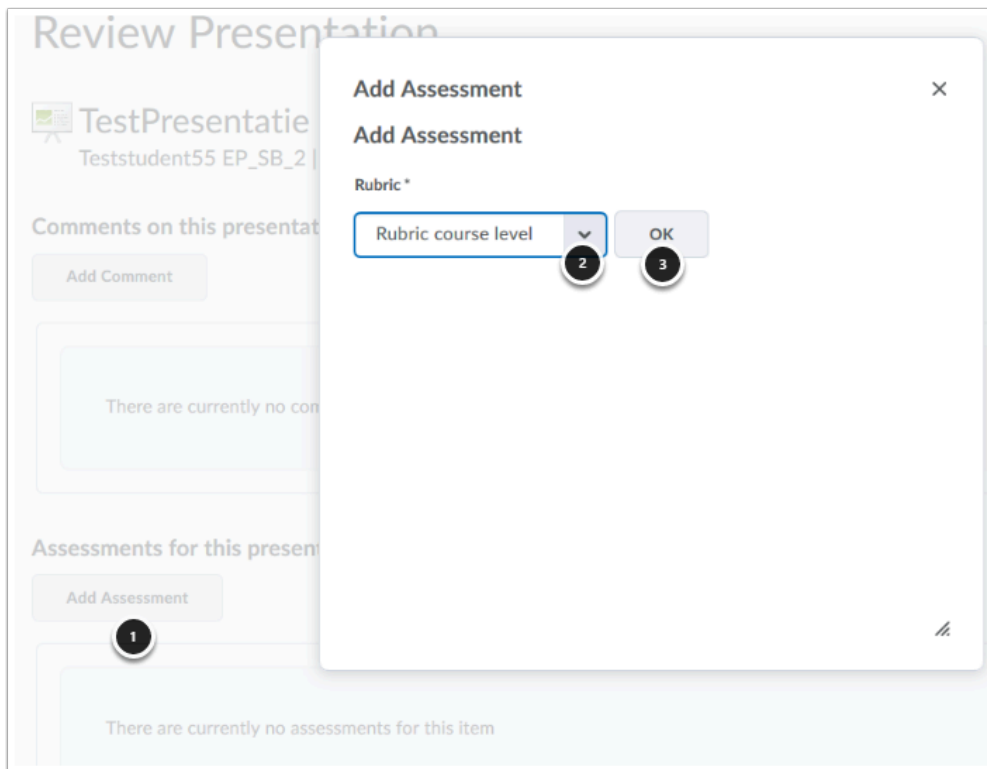 Review Presentation
TestPresentatie
Teststudent55 EP_SB_2 |
Comments on this presentat
Add Comment
There are currently no com
Assessments for this presen
Add Assessment
1
There are currently no assessments for this item
Add Assessment
Add Assessment
Rubric *
Rubric course level
OK
2
3